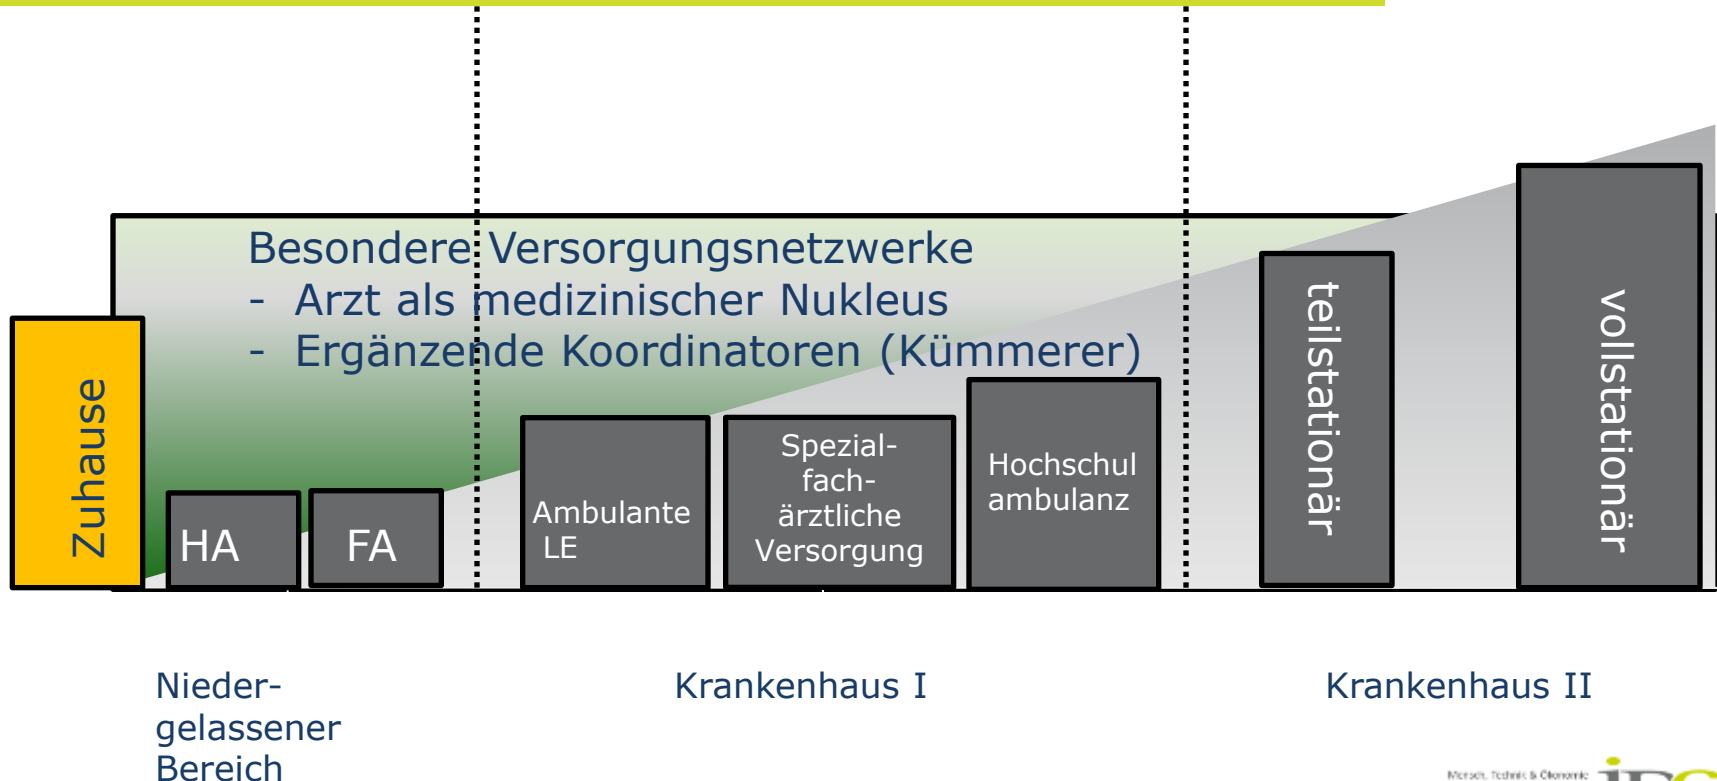 Besondere Versorgungsnetzwerke
- Arzt als medizinischer Nukleus
- Ergänzende Koordinatoren (Kümmerer)
Zuhause
HA
FA
Ambulante
LE
Spezial-
fach-
ärztliche
Versorgung
Hochschul
ambulanz
teilstationär
vollstationär
Nieder-
gelassener
Bereich
Krankenhaus I
Krankenhaus II
Mensch, Technik & Ökonomie